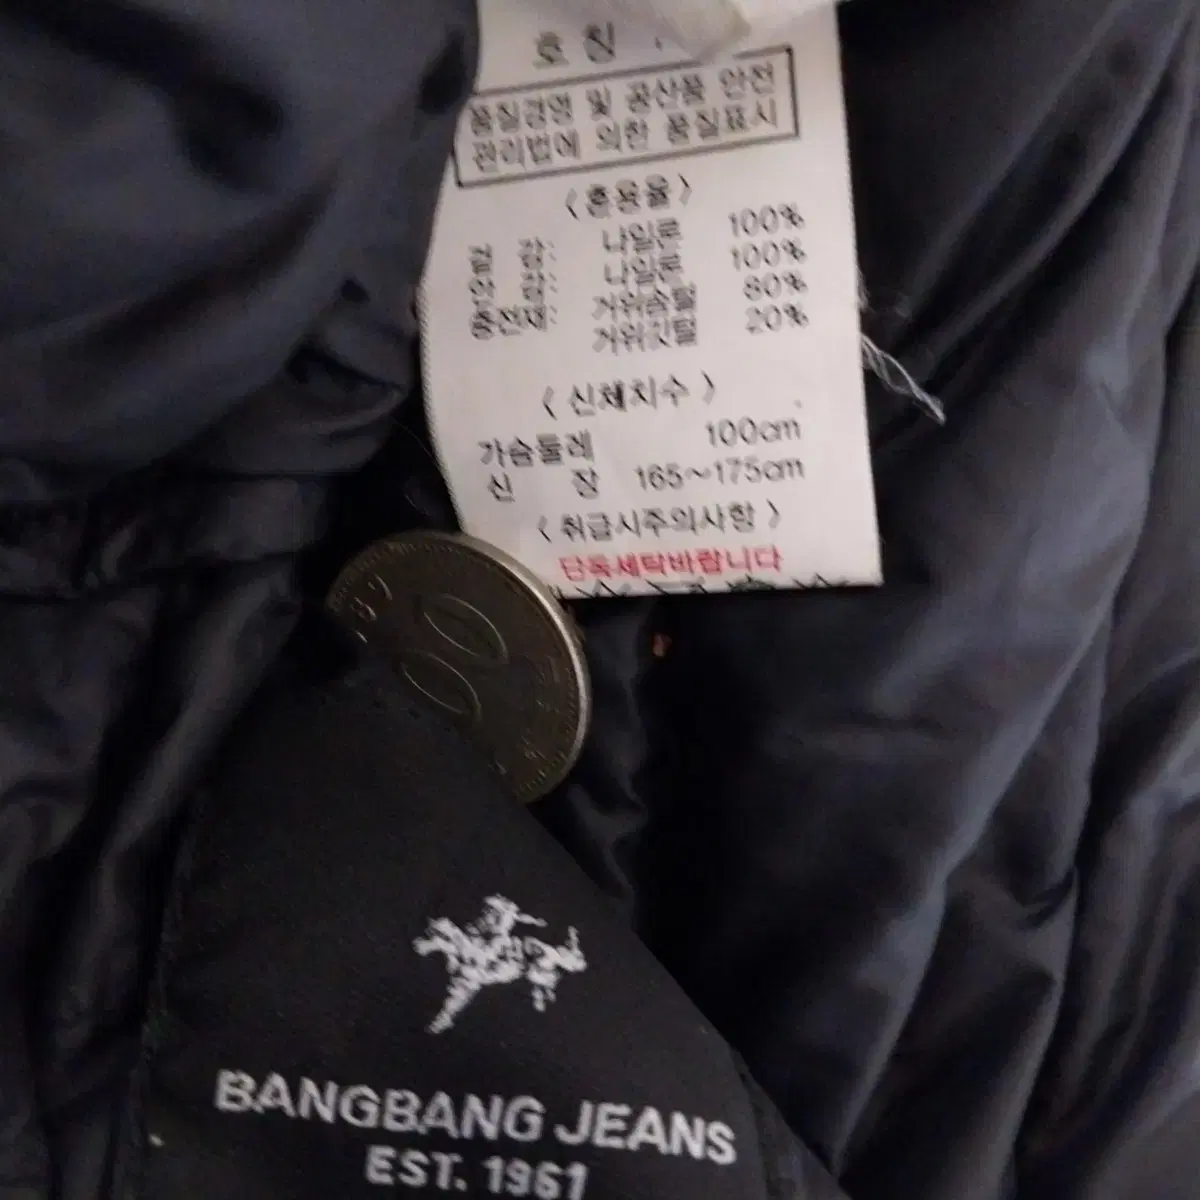 호칭 :
품질경영 및 공산품 안전
관리법에 의한 품질표시
〈 혼용율 〉
겉 감: 나일론 100%
안 감: 나일론 100%
충전재: 거위솜털 80%
거위깃털 20%
〈 신체치수 〉
가슴둘레 100cm
신 장 165~175cm
〈 취급시주의사항 〉
단독세탁바랍니다
BANGBANG JEANS
EST. 1961